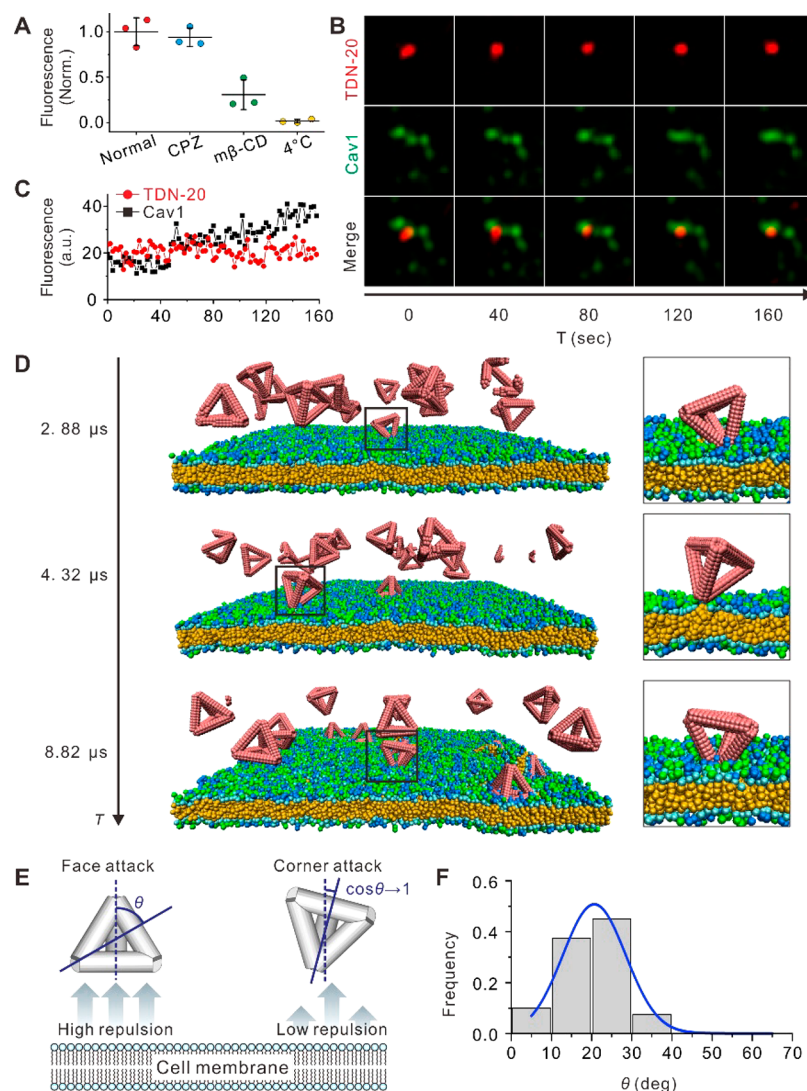 A
Fluorescence
(Norm.)
1.0
0.5
0.0
Normal
CPZ
mβ-CD
4°C
B
TDN-20
Cav1
Merge
0
40
80
120
160
T (sec)
C
TDN-20
Cav1
Fluorescence
(a.u.)
40
20
0
0 40 80 120 160
D
2. 88 μs
4. 32 μs
8. 82 μs
T
E
Face attack
θ
High repulsion
Corner attack
cosθ→1
Low repulsion
Cell membrane
F
Frequency
0.6
0.4
0.2
0.0
0 10 20 30 40 50 60 70
θ (deg)